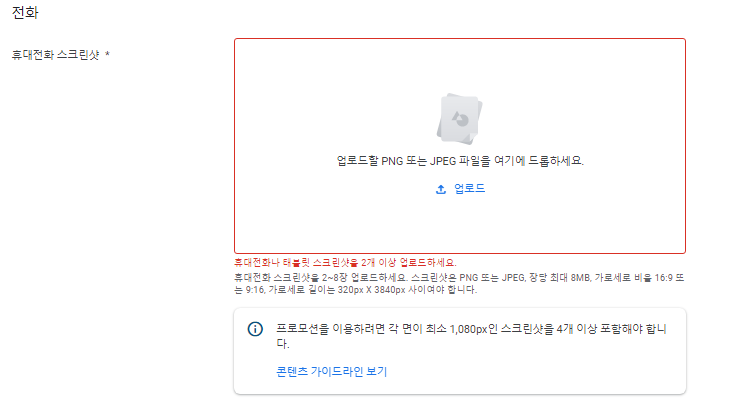 전화
휴대전화 스크린샷 *
업로드할 PNG 또는 JPEG 파일을 여기에 드롭하세요.
업로드
휴대전화나 태블릿 스크린샷을 2개 이상 업로드하세요.
휴대전화 스크린샷을 2~8장 업로드하세요. 스크린샷은 PNG 또는 JPEG, 장당 최대 8MB, 가로세로 비율 16:9 또
는 9:16, 가로세로 길이는 320px X 3840px 사이여야 합니다.
프로모션을 이용하려면 각 면이 최소 1,080px인 스크린샷을 4개 이상 포함해야 합니
다.
콘텐츠 가이드라인 보기